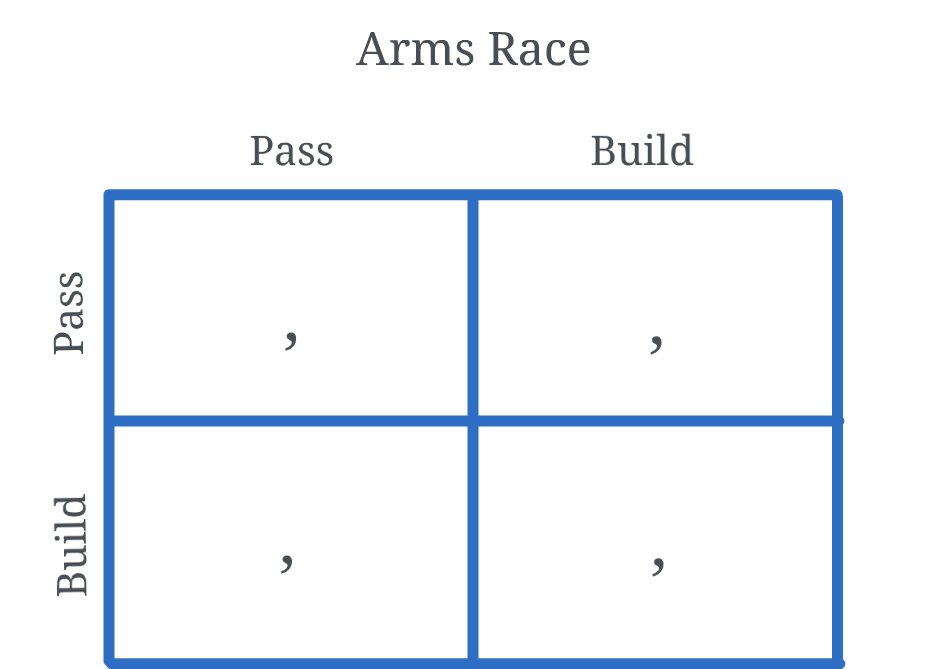 Arms Race
Pass Build
Pass
, ,
Build
, ,